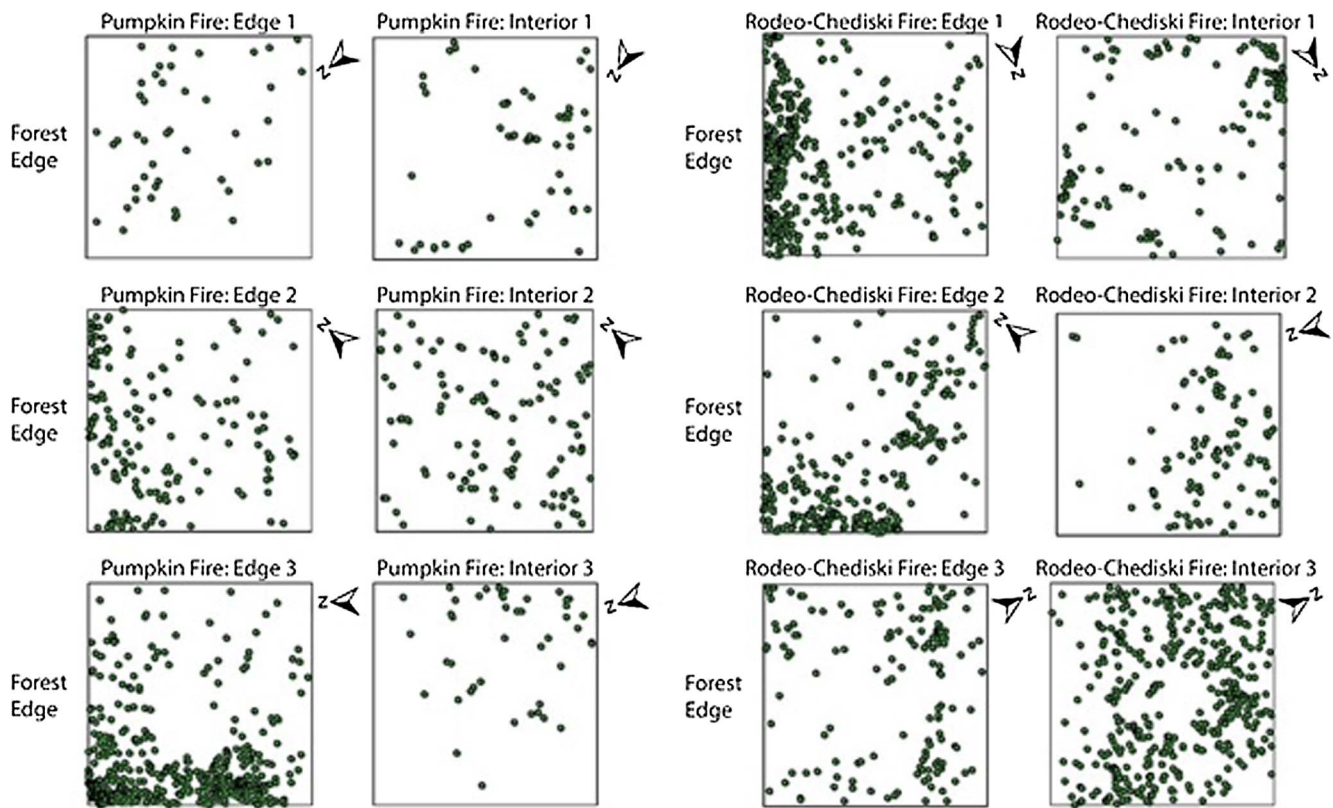 Pumpkin Fire: Edge 1
Pumpkin Fire: Interior 1
Rodeo-Chediski Fire: Edge 1
Rodeo-Chediski Fire: Interior 1
Z
Z
Z
Z
Forest
Edge
Forest
Edge
Pumpkin Fire: Edge 2
Pumpkin Fire: Interior 2
Rodeo-Chediski Fire: Edge 2
Rodeo-Chediski Fire: Interior 2
Z
Z
Z
Z
Forest
Edge
Forest
Edge
Pumpkin Fire: Edge 3
Pumpkin Fire: Interior 3
Rodeo-Chediski Fire: Edge 3
Rodeo-Chediski Fire: Interior 3
Z
Z
Z
Z
Forest
Edge
Forest
Edge